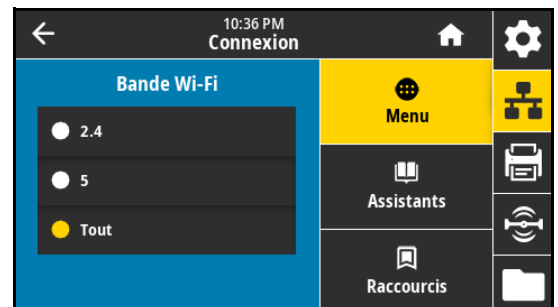 10:36 PM
Connexion
Bande Wi-Fi
2.4
5
Tout
Menu
Assistants
Raccourcis